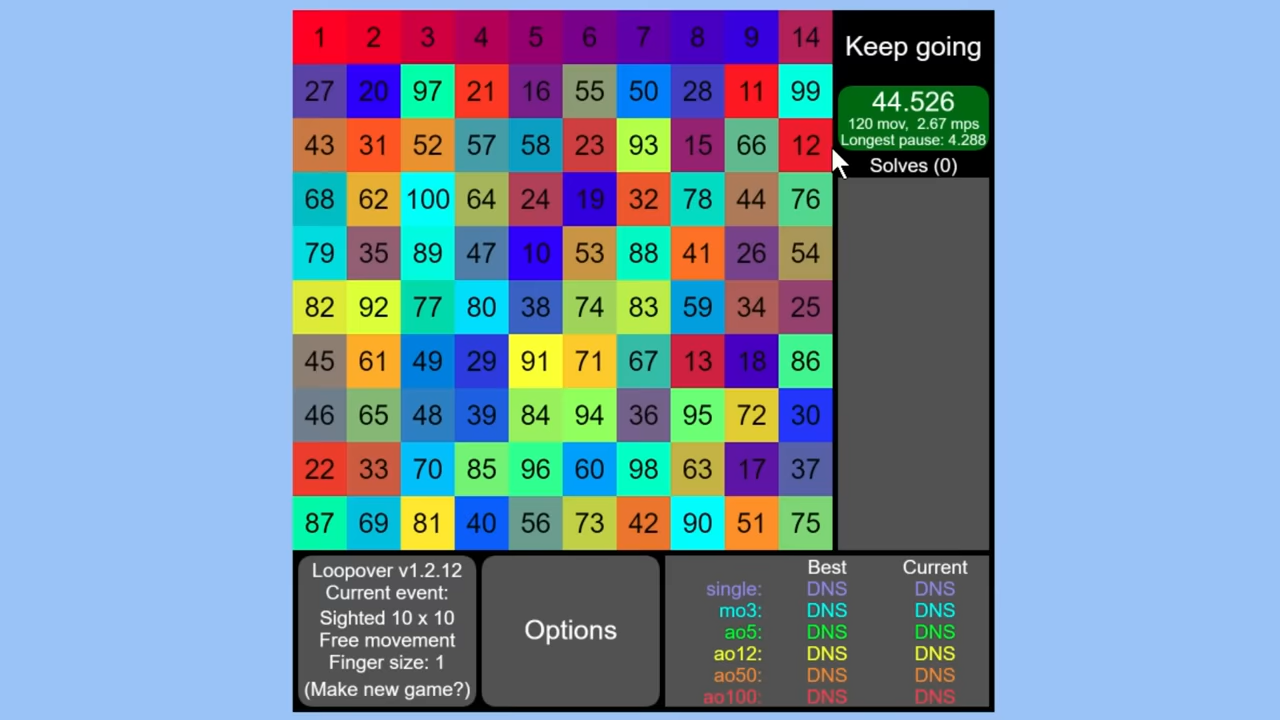 1 2 3 4 5 6 7 8 9 14
27 20 97 21 16 55 50 28 11 99
43 31 52 57 58 23 93 15 66 12
68 62 100 64 24 19 32 78 44 76
79 35 89 47 10 53 88 41 26 54
82 92 77 80 38 74 83 59 34 25
45 61 49 29 91 71 67 13 18 86
46 65 48 39 84 94 36 95 72 30
22 33 70 85 96 60 98 63 17 37
87 69 81 40 56 73 42 90 51 75
Keep going
44.526
120 mov, 2.67 mps
Longest pause: 4.288
Solves (0)
Loopover v1.2.12
Current event:
Sighted 10 x 10
Free movement
Finger size: 1
(Make new game?)
Options
Best Current
single: DNS DNS
mo3: DNS DNS
ao5: DNS DNS
ao12: DNS DNS
ao50: DNS DNS
ao100: DNS DNS